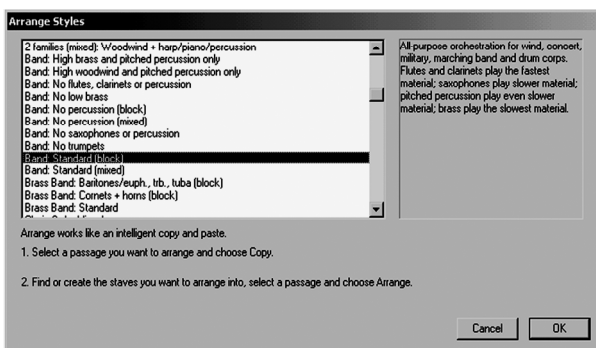 Arrange Styles
2 families (mixed): Woodwind + harp/piano/percussion
Band: High brass and pitched percussion only
Band: High woodwind and pitched percussion only
Band: No flutes, clarinets or percussion
Band: No low brass
Band: No percussion (block)
Band: No percussion (mixed)
Band: No saxophones or percussion
Band: No trumpets
Band: Standard (block)
Band: Standard (mixed)
Brass Band: Baritones/euph., trb., tuba (block)
Brass Band: Cornets + horns (block)
Brass Band: Standard
All-purpose orchestration for wind, concert,
military, marching band and drum corps.
Flutes and clarinets play the fastest
material; saxophones play slower material;
pitched percussion play even slower
material; brass play the slowest material.
Arrange works like an intelligent copy and paste.
1. Select a passage you want to arrange and choose Copy.
2. Find or create the staves you want to arrange into, select a passage and choose Arrange.
Cancel
OK